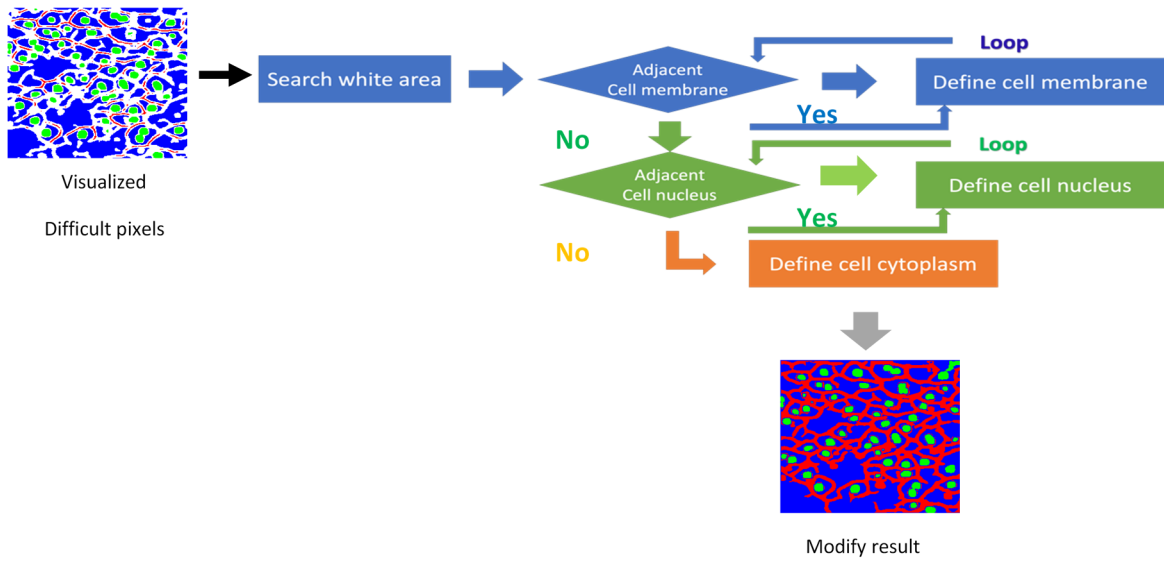 Visualized
Difficult pixels
Search white area
Adjacent
Cell membrane
Loop
Define cell membrane
Yes
No
Adjacent
Cell nucleus
Loop
Define cell nucleus
Yes
No
Define cell cytoplasm
Modify result